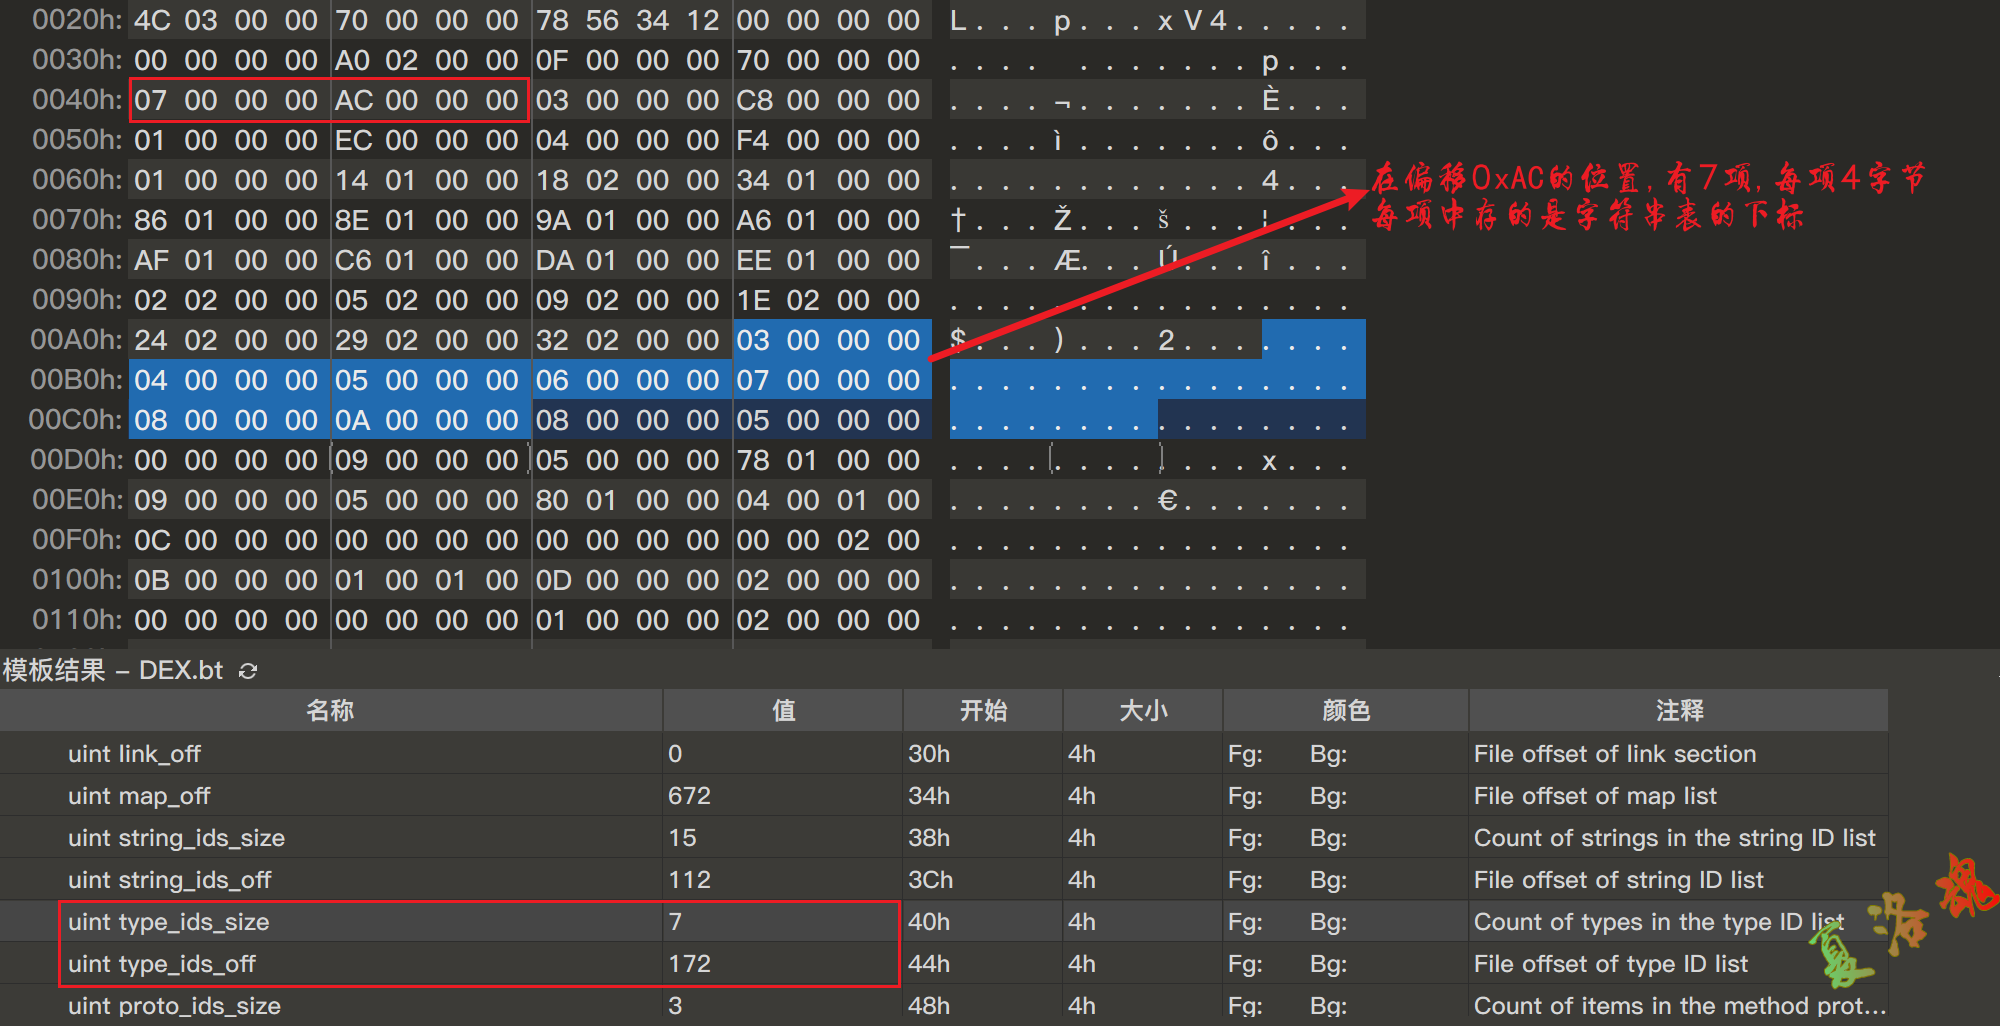 0020h: 4C 03 00 00 70 00 00 00 78 56 34 12 00 00 00 00 L...p...xV4.....
0030h: 00 00 00 00 A0 02 00 00 0F 00 00 00 70 00 00 00 .... .......p...
0040h: 07 00 00 00 AC 00 00 00 03 00 00 00 C8 00 00 00 ....¬.......È...
0050h: 01 00 00 00 EC 00 00 00 04 00 00 00 F4 00 00 00 ....ì.......ô...
0060h: 01 00 00 00 14 01 00 00 18 02 00 00 34 01 00 00 ............4...
在偏移0xAC的位置,有7项,每项4字节
每项中存的是字符串表的下标
0070h: 86 01 00 00 8E 01 00 00 9A 01 00 00 A6 01 00 00 †...Ž...š...¦...
0080h: AF 01 00 00 C6 01 00 00 DA 01 00 00 EE 01 00 00 ¯...Æ...Ú...î...
0090h: 02 02 00 00 05 02 00 00 09 02 00 00 1E 02 00 00 ................
00A0h: 24 02 00 00 29 02 00 00 32 02 00 00 03 00 00 00 $...)...2.......
00B0h: 04 00 00 00 05 00 00 00 06 00 00 00 07 00 00 00 ................
00C0h: 08 00 00 00 0A 00 00 00 08 00 00 00 05 00 00 00 ................
00D0h: 00 00 00 00 09 00 00 00 05 00 00 00 78 01 00 00 ............x...
00E0h: 09 00 00 00 05 00 00 00 80 01 00 00 04 00 01 00 ........€.......
00F0h: 0C 00 00 00 00 00 00 00 00 00 00 00 00 00 02 00 ................
0100h: 0B 00 00 00 01 00 01 00 0D 00 00 00 02 00 00 00 ................
0110h: 00 00 00 00 00 00 00 00 01 00 00 00 02 00 00 00 ................
模板结果 – DEX.bt
名称 值 开始 大小 颜色 注释
uint link_off 0 30h 4h Fg: Bg: File offset of link section
uint map_off 672 34h 4h Fg: Bg: File offset of map list
uint string_ids_size 15 38h 4h Fg: Bg: Count of strings in the string ID list
uint string_ids_off 112 3Ch 4h Fg: Bg: File offset of string ID list
uint type_ids_size 7 40h 4h Fg: Bg: Count of types in the type ID list
uint type_ids_off 172 44h 4h Fg: Bg: File offset of type ID list
uint proto_ids_size 3 48h 4h Fg: Bg: Count of items in the method prot...
夏洛魂